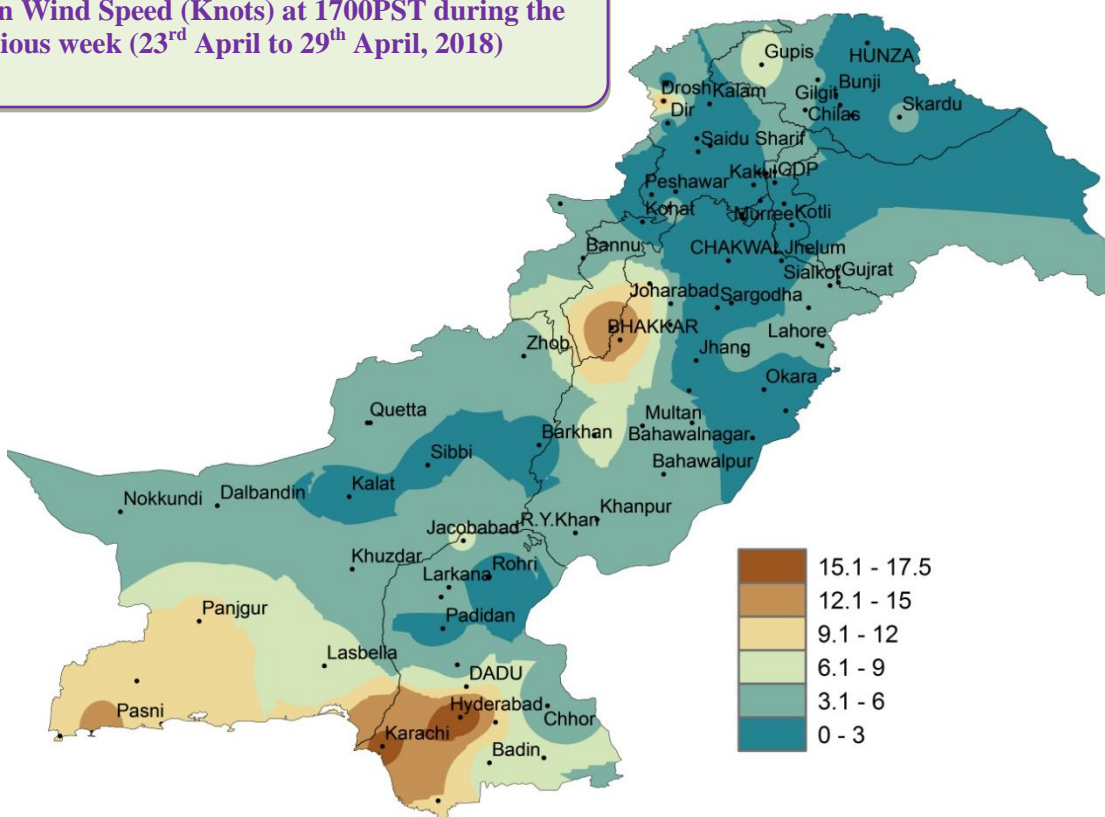 n Wind Speed (Knots) at 1700PST during the
ious week (23rd April to 29th April, 2018)
Gupis
HUNZA
Drosh
Kalam
Gilgit
Bunji
Dir
Chilas
Skardu
Saidu Sharif
Kakul
IGDP
Peshawar
Kohat
Murree
Kotli
Bannu
CHAKWAL
Jhelum
Sialkot
Gujrat
Joharabad
Sargodha
BHAKKAR
Lahore
Zhob
Jhang
Okara
Quetta
Multan
Barkhan
Bahawalnagar
Sibbi
Bahawalpur
Kalat
Nokkundi
Dalbandin
Khanpur
R.Y.Khan
Jacobabad
Khuzdar
Larkana
Rohri
Panjgur
Padidan
Lasbella
DADU
Pasni
Hyderabad
Chhor
Karachi
Badin
15.1 - 17.5
12.1 - 15
9.1 - 12
6.1 - 9
3.1 - 6
0 - 3